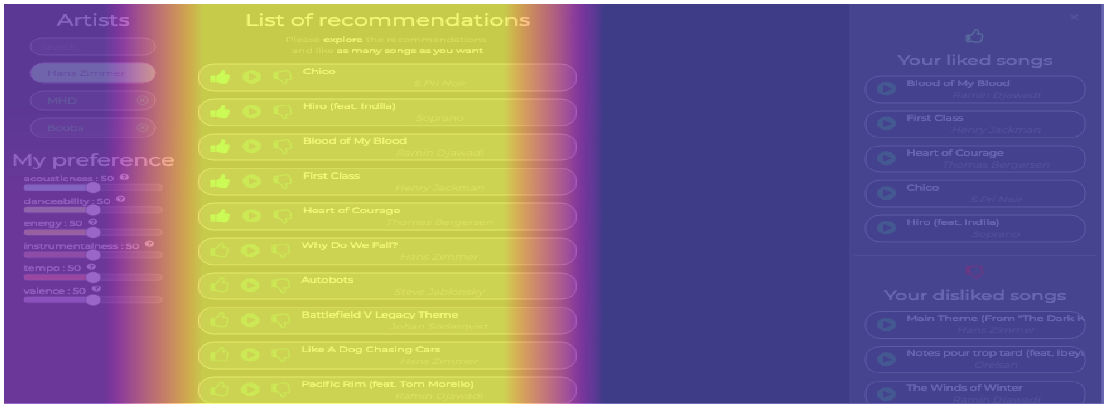 Artists
Search
Hans Zimmer
MHD
Booba
My preference
acousticness : 50
danceability : 50
energy : 50
instrumentalness : 50
tempo : 50
valence : 50
List of recommendations
Please explore the recommendations
and like as many songs as you want
Chico
Hiro (feat. Indila)
Soprano
Blood of My Blood
Ramin Djawadi
First Class
Henry Jackman
Heart of Courage
Thomas Bergersen
Why Do We Fall?
Hans Zimmer
Autobots
Steve Jablonsky
Battlefield V Legacy Theme
Johan Söderqvist
Like A Dog Chasing Cars
Hans Zimmer
Pacific Rim (feat. Tom Morello)
Ramin Djawadi
Your liked songs
Blood of My Blood
Ramin Djawadi
First Class
Henry Jackman
Heart of Courage
Thomas Bergersen
Chico
Hiro (feat. Indila)
Soprano
Your disliked songs
Main Theme (From "The Dark K
Hans Zimmer
Notes pour trop tard (feat. Ibeyi
Orelsan
The Winds of Winter
Ramin Djawadi